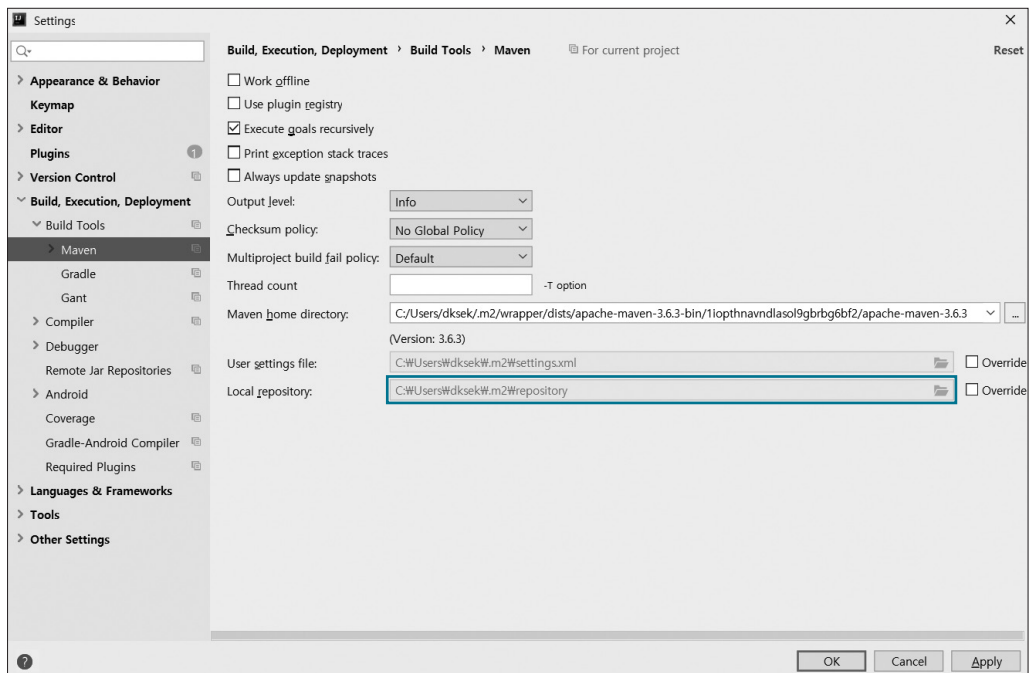 Settings
Build, Execution, Deployment › Build Tools › Maven For current project Reset
Appearance & Behavior
Keymap
Editor
Plugins 1
Version Control
Build, Execution, Deployment
Build Tools
Maven
Gradle
Gant
Compiler
Debugger
Remote Jar Repositories
Android
Coverage
Gradle-Android Compiler
Required Plugins
Languages & Frameworks
Tools
Other Settings
Work offline
Use plugin registry
Execute goals recursively
Print exception stack traces
Always update snapshots
Output level: Info
Checksum policy: No Global Policy
Multiproject build fail policy: Default
Thread count -T option
Maven home directory: C:/Users/dksek/.m2/wrapper/dists/apache-maven-3.6.3-bin/1iopthnavndlasol9gbrbg6bf2/apache-maven-3.6.3 ...
(Version: 3.6.3)
User settings file: C:₩Users₩dksek₩.m2₩settings.xml Override
Local repository: C:₩Users₩dksek₩.m2₩repository Override
? OK Cancel Apply